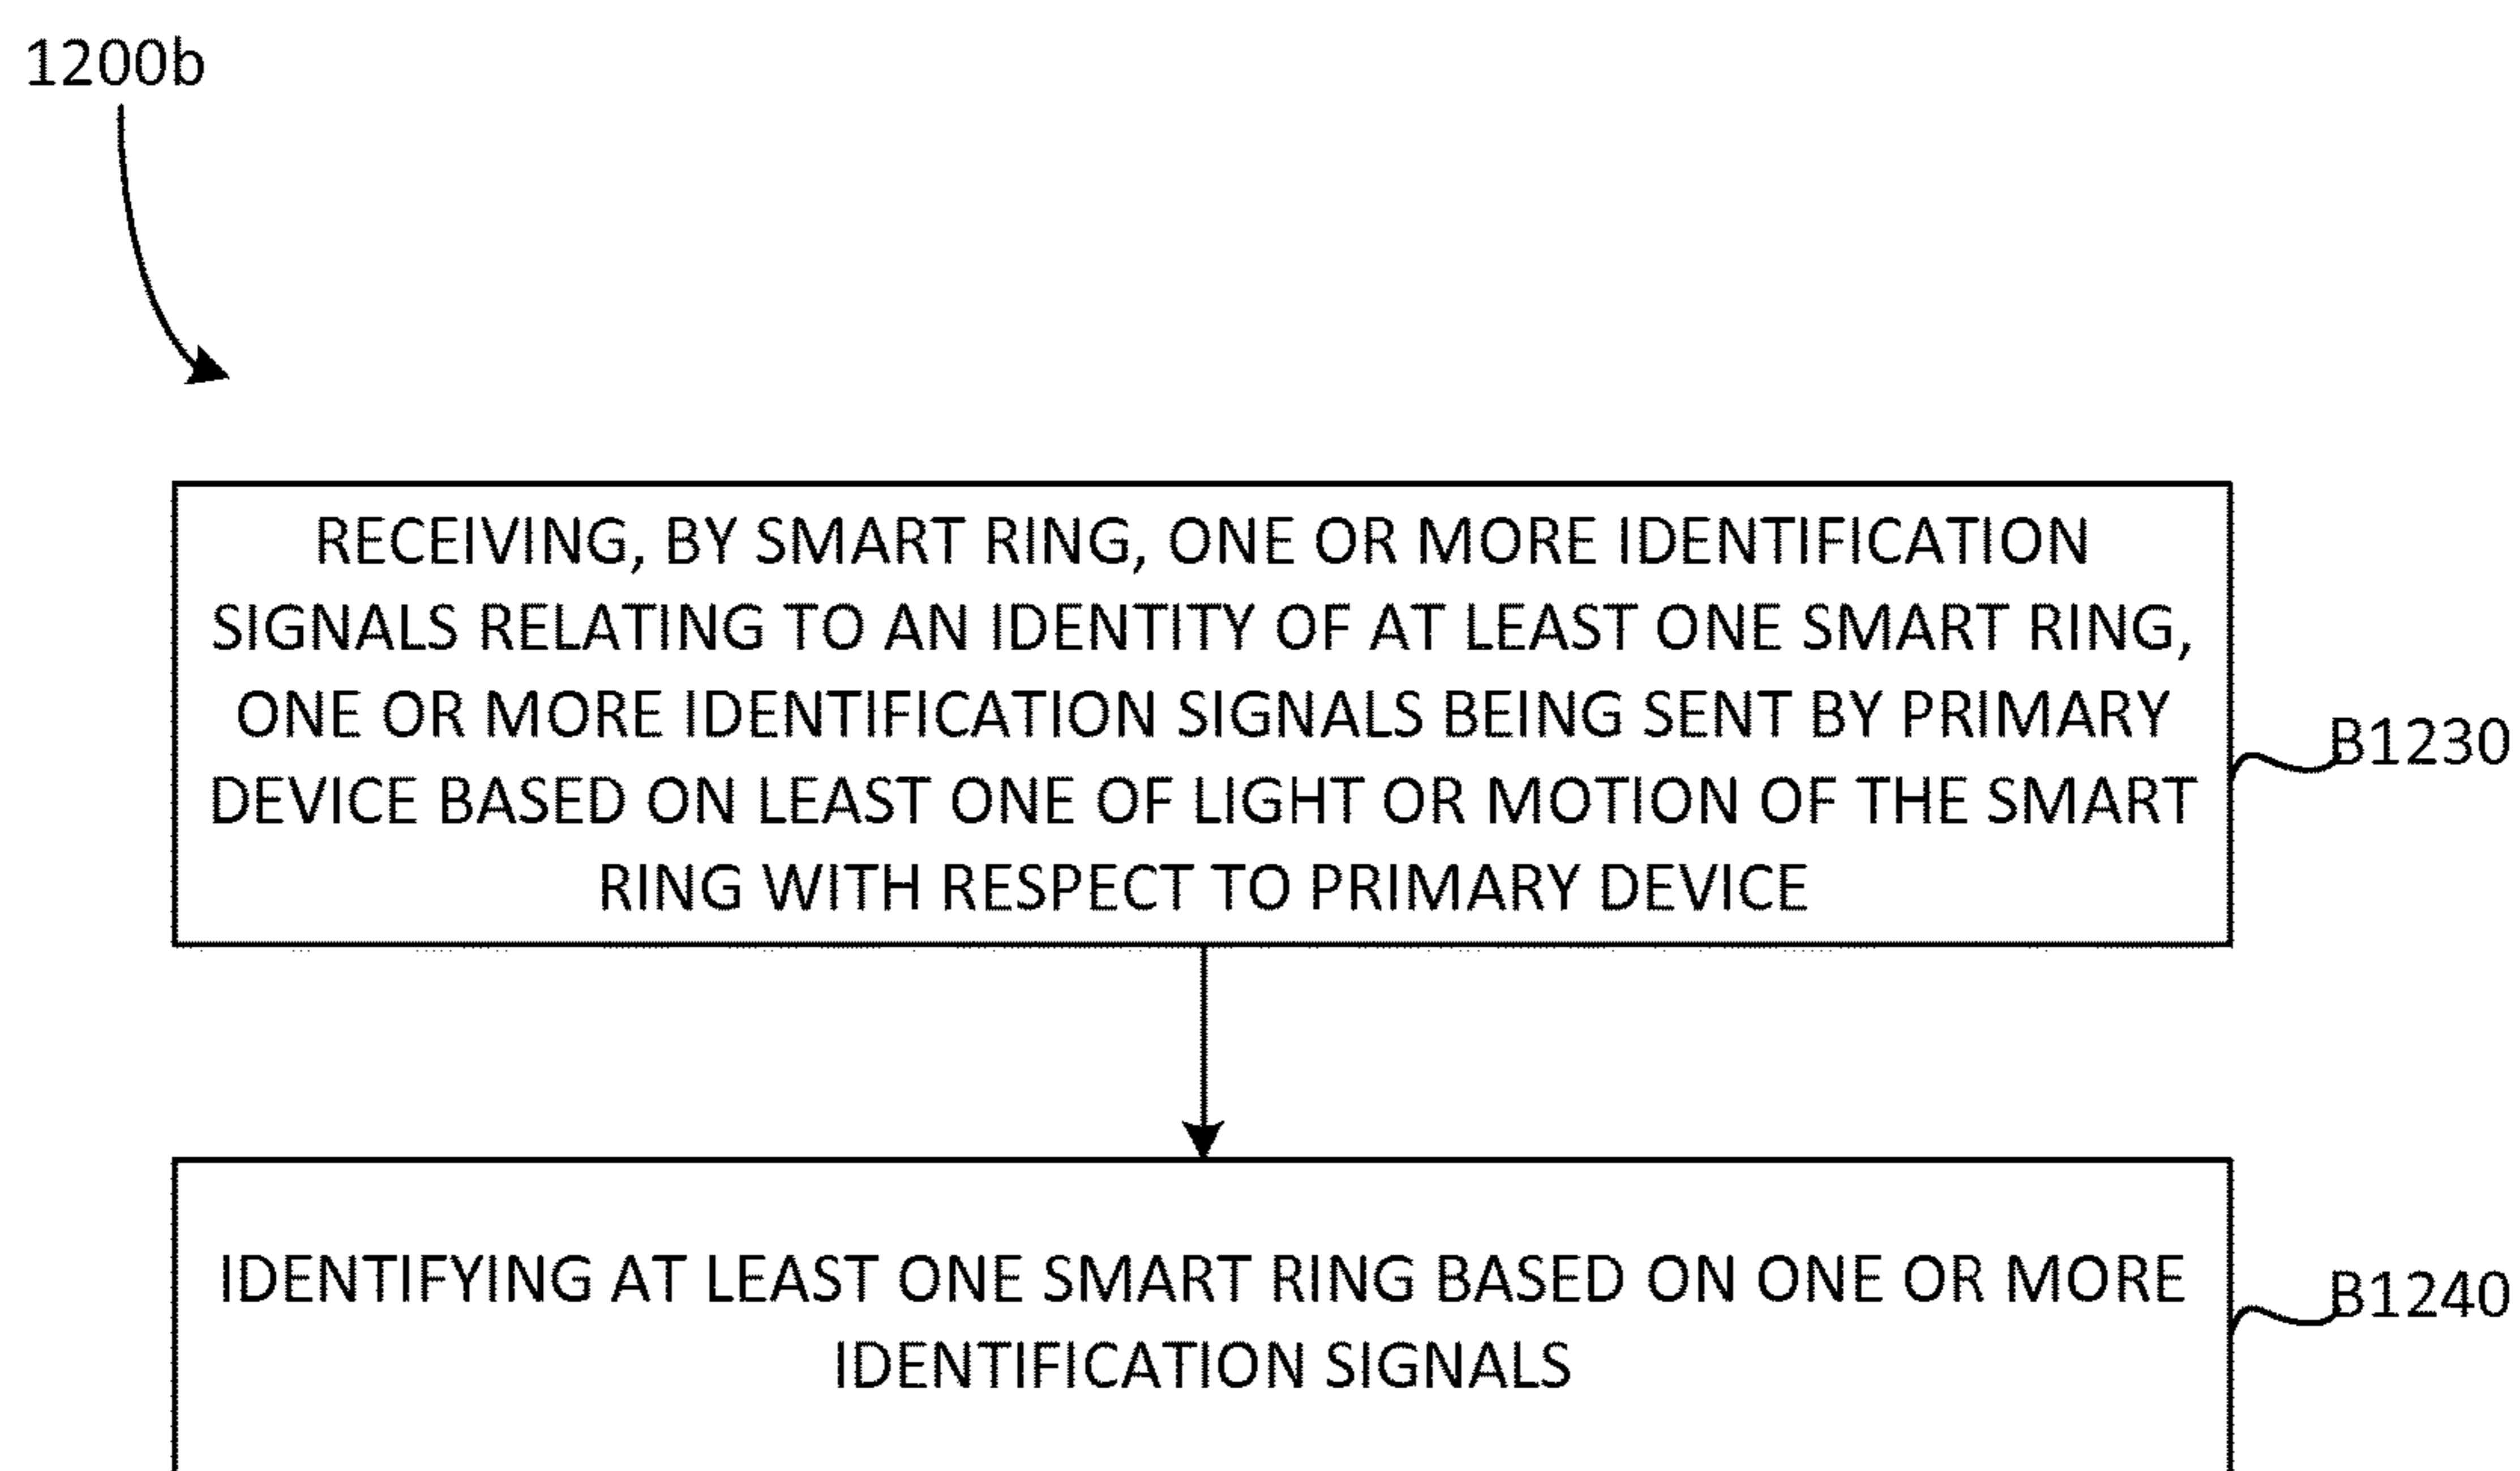 1200b
RECEIVING, BY SMART RING, ONE OR MORE IDENTIFICATION
SIGNALS RELATING TO AN IDENTITY OF AT LEAST ONE SMART RING,
ONE OR MORE IDENTIFICATION SIGNALS BEING SENT BY PRIMARY
DEVICE BASED ON LEAST ONE OF LIGHT OR MOTION OF THE SMART
RING WITH RESPECT TO PRIMARY DEVICE
B1230
IDENTIFYING AT LEAST ONE SMART RING BASED ON ONE OR MORE
IDENTIFICATION SIGNALS
B1240